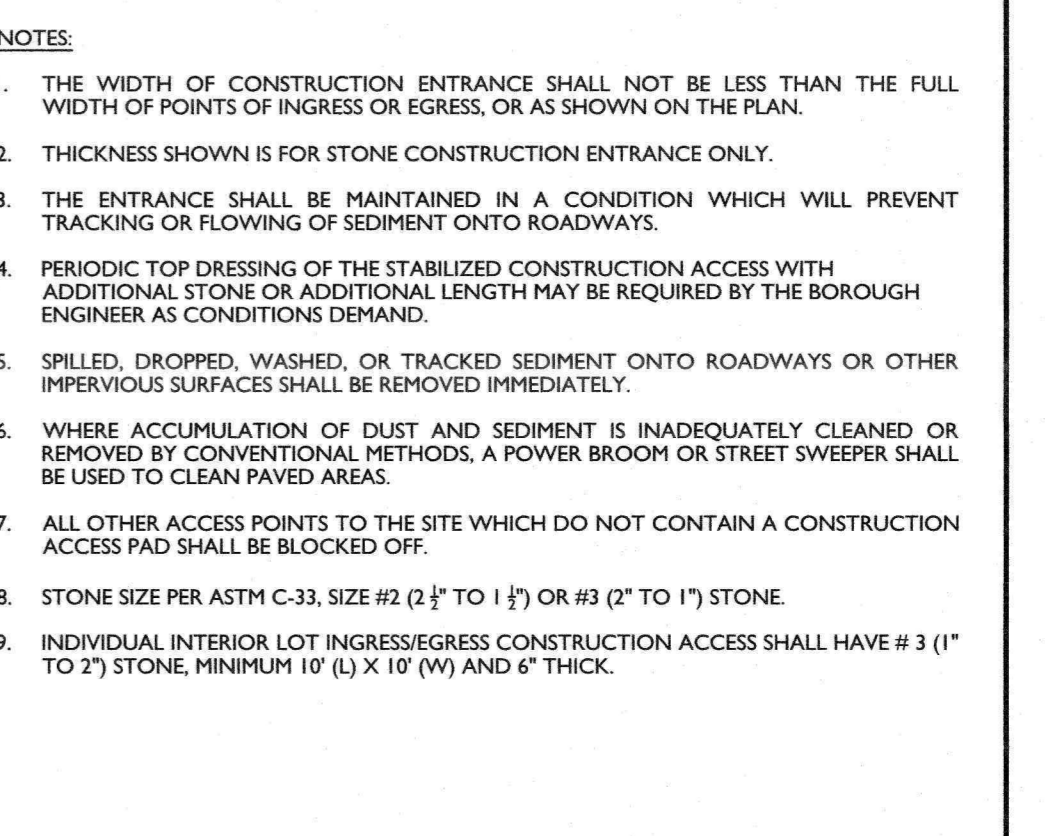 NOTES:
. THE WIDTH OF CONSTRUCTION ENTRANCE SHALL NOT BE LESS THAN THE FULL
WIDTH OF POINTS OF INGRESS OR EGRESS, OR AS SHOWN ON THE PLAN.
2. THICKNESS SHOWN IS FOR STONE CONSTRUCTION ENTRANCE ONLY.
3. THE ENTRANCE SHALL BE MAINTAINED IN A CONDITION WHICH WILL PREVENT
TRACKING OR FLOWING OF SEDIMENT ONTO ROADWAYS.
4. PERIODIC TOP DRESSING OF THE STABILIZED CONSTRUCTION ACCESS WITH
ADDITIONAL STONE OR ADDITIONAL LENGTH MAY BE REQUIRED BY THE BOROUGH
ENGINEER AS CONDITIONS DEMAND.
5. SPILLED, DROPPED, WASHED, OR TRACKED SEDIMENT ONTO ROADWAYS OR OTHER
IMPERVIOUS SURFACES SHALL BE REMOVED IMMEDIATELY.
6. WHERE ACCUMULATION OF DUST AND SEDIMENT IS INADEQUATELY CLEANED OR
REMOVED BY CONVENTIONAL METHODS, A POWER BROOM OR STREET SWEEPER SHALL
BE USED TO CLEAN PAVED AREAS.
7. ALL OTHER ACCESS POINTS TO THE SITE WHICH DO NOT CONTAIN A CONSTRUCTION
ACCESS PAD SHALL BE BLOCKED OFF.
8. STONE SIZE PER ASTM C-33, SIZE #2 (2 ½" TO 1 ½") OR #3 (2" TO 1") STONE.
9. INDIVIDUAL INTERIOR LOT INGRESS/EGRESS CONSTRUCTION ACCESS SHALL HAVE # 3 (1"
TO 2") STONE, MINIMUM 10' (L) X 10' (W) AND 6" THICK.